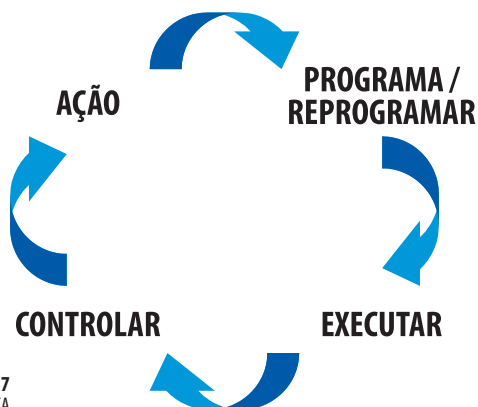 AÇÃO
PROGRAMA /
REPROGRAMAR
CONTROLAR
EXECUTAR
7